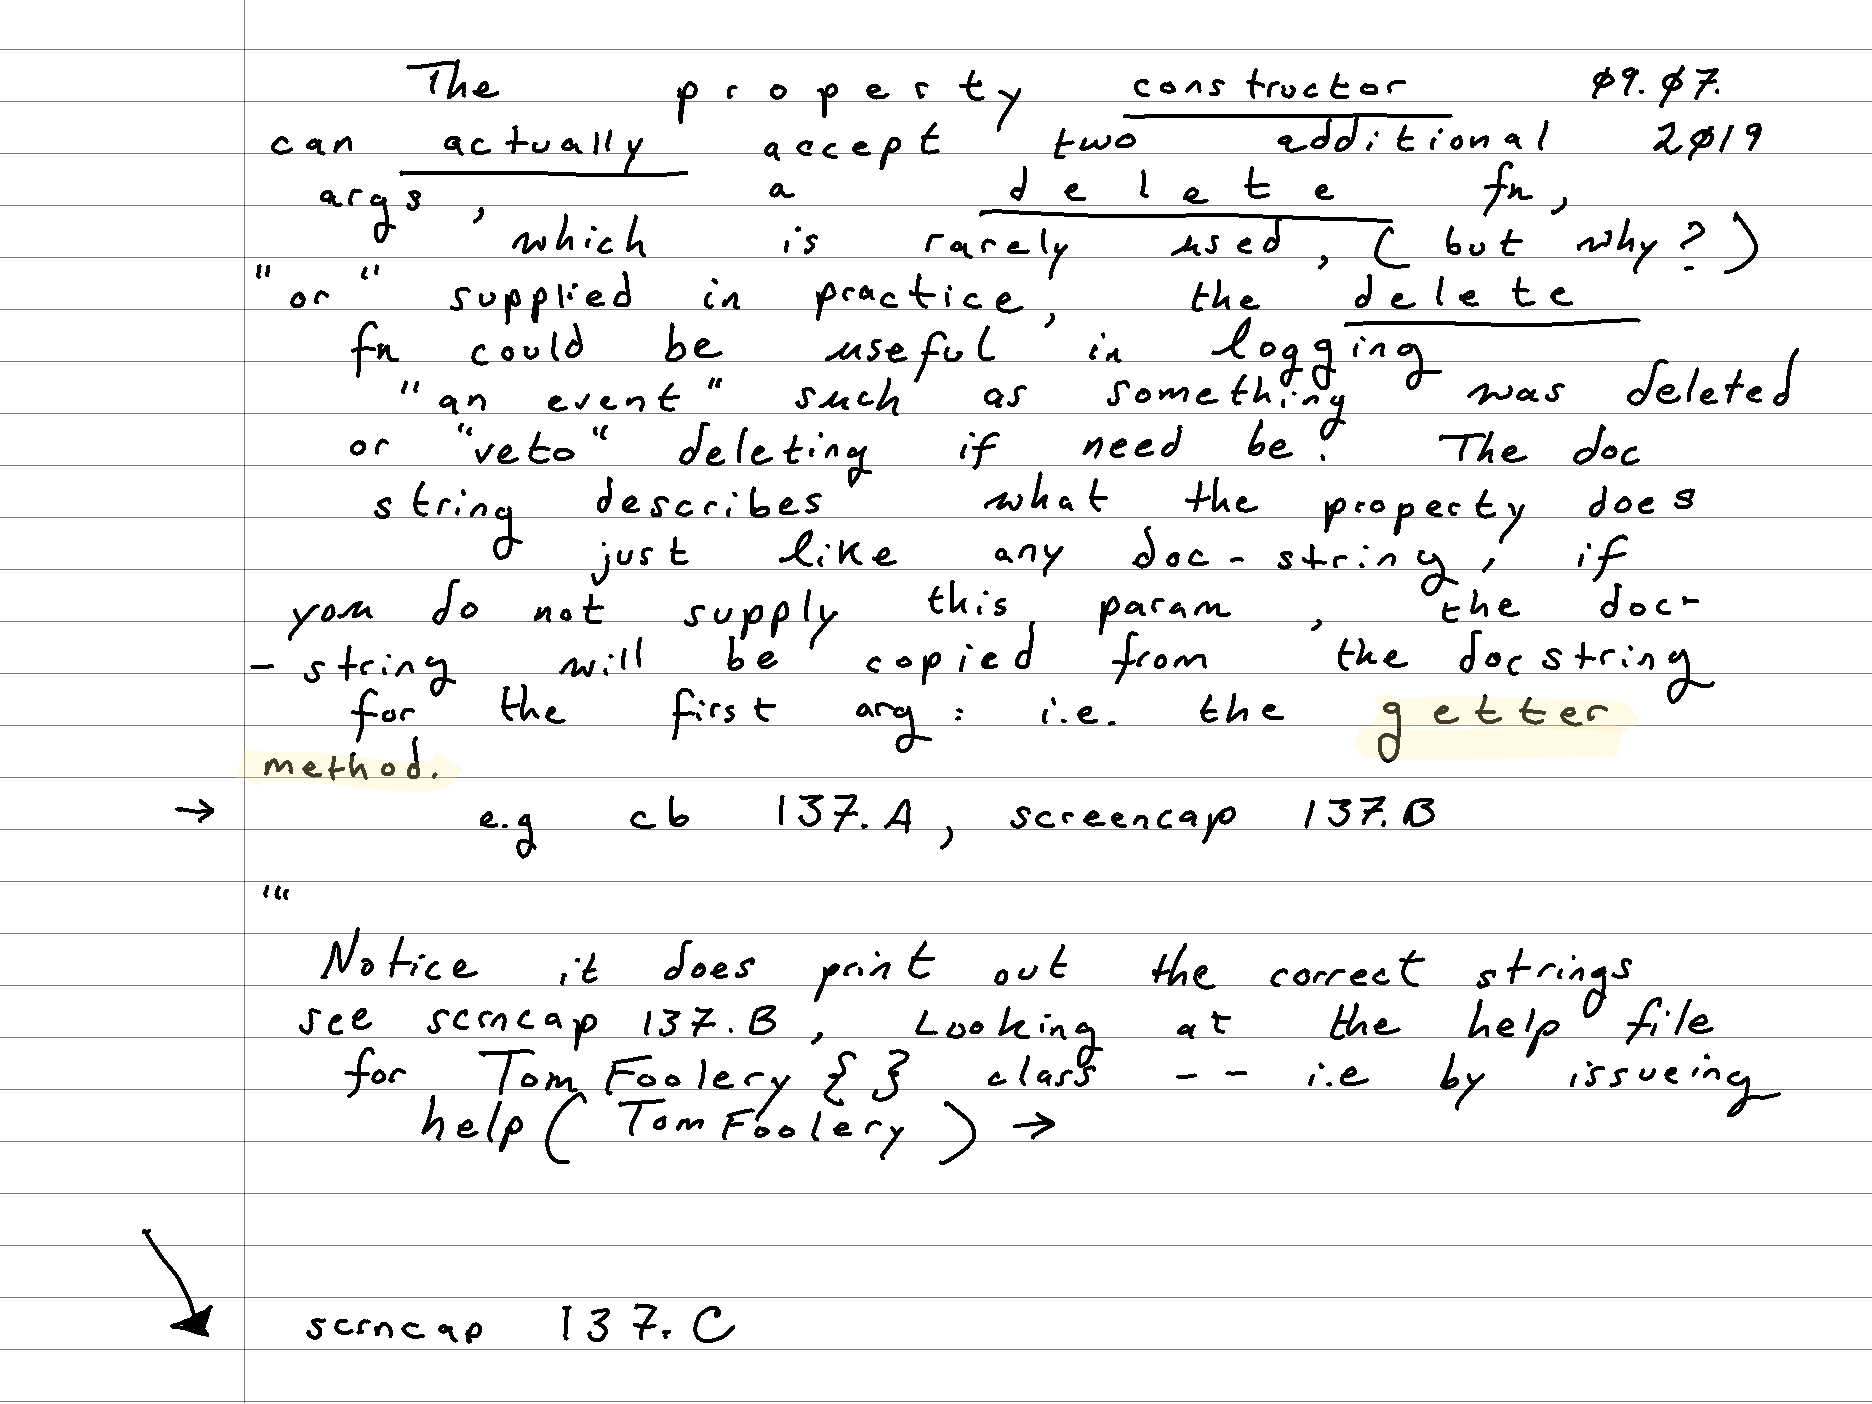 The property constructor ø9.ø7.
can actually accept two additional 2ø19
args, a delete fn,
which is rarely used, (but why?)
"or" supplied in practice, the delete
fn could be useful in logging
"an event" such as something was deleted
or "veto" deleting if need be. The doc
string describes what the property does
just like any doc-string, if
you do not supply this param, the doc-
-string will be copied from the docstring
for the first arg: i.e. the getter
method.
→ e.g cb 137.A, screencap 137.B
"'
Notice it does print out the correct strings
see scrncap 137.B, Looking at the help file
for TomFoolery {} class -- i.e by issueing
help(TomFoolery) →
scrncap 137.C